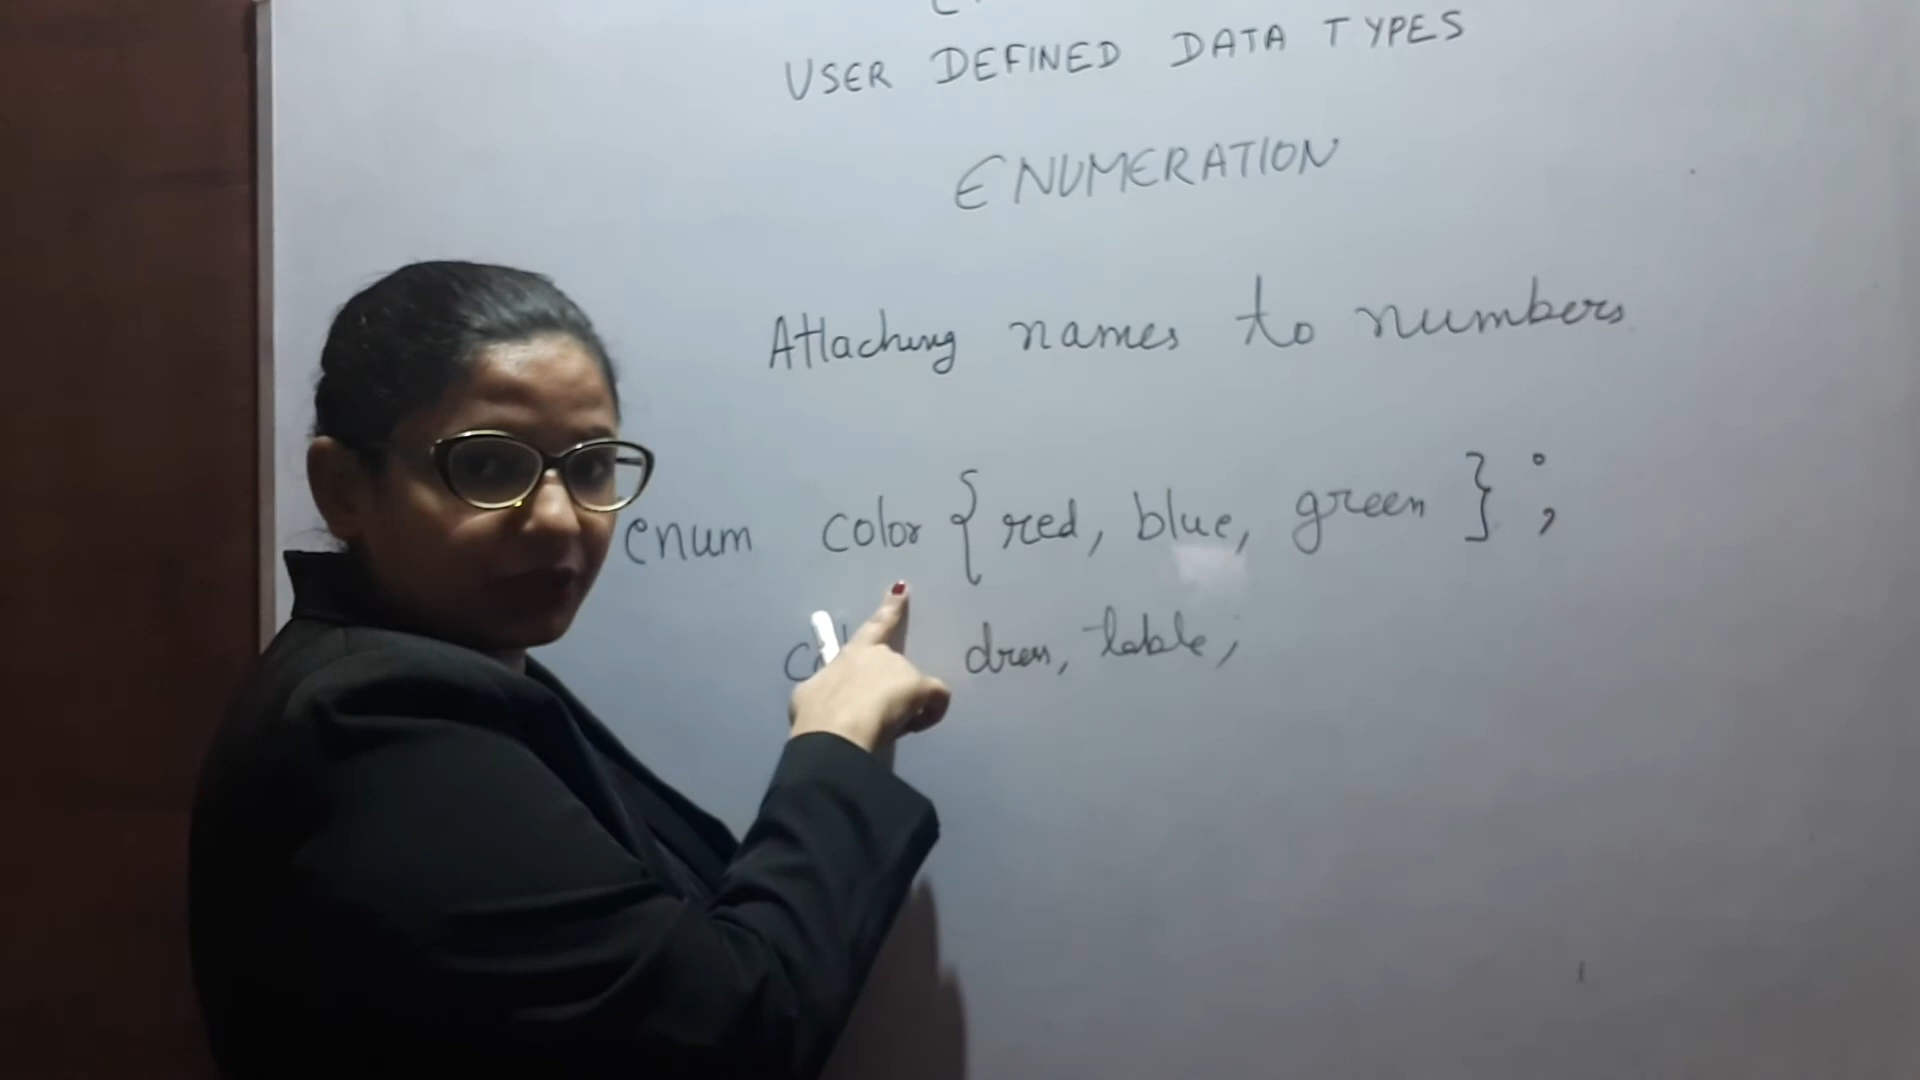 USER DEFINED DATA TYPES
ENUMERATION
Attaching names to numbers
enum color { red, blue, green } ;
dress, table;